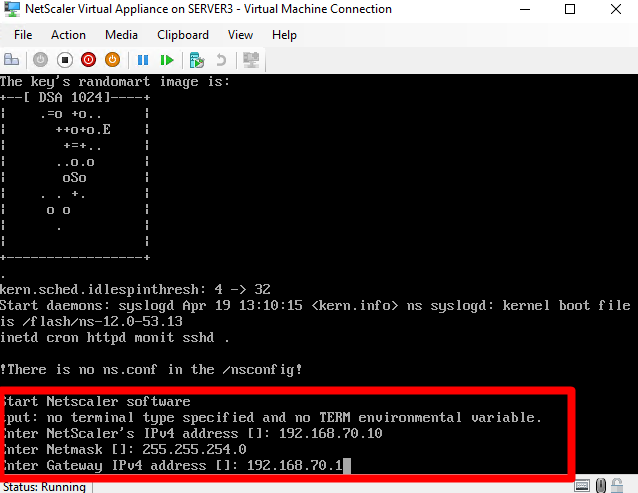 NetScaler Virtual Appliance on SERVER3 - Virtual Machine Connection
File Action Media Clipboard View Help
The key's randomart image is:
+--[ DSA 1024]----+
¦    .=o +o..     ¦
¦      ++o+o.E    ¦
¦       +=+..     ¦
¦      ..o.o      ¦
¦       oSo       ¦
¦    . . +.       ¦
¦     o o         ¦
¦      .          ¦
¦                 ¦
+-----------------+
.
kern.sched.idlespinthresh: 4 -> 32
Start daemons: syslogd Apr 19 13:10:15 <kern.info> ns syslogd: kernel boot file
is /flash/ns-12.0-53.13
inetd cron httpd monit sshd .
!There is no ns.conf in the /nsconfig!
Start Netscaler software
tput: no terminal type specified and no TERM environmental variable.
Enter NetScaler's IPv4 address []: 192.168.70.10
Enter Netmask []: 255.255.254.0
Enter Gateway IPv4 address []: 192.168.70.1
Status: Running